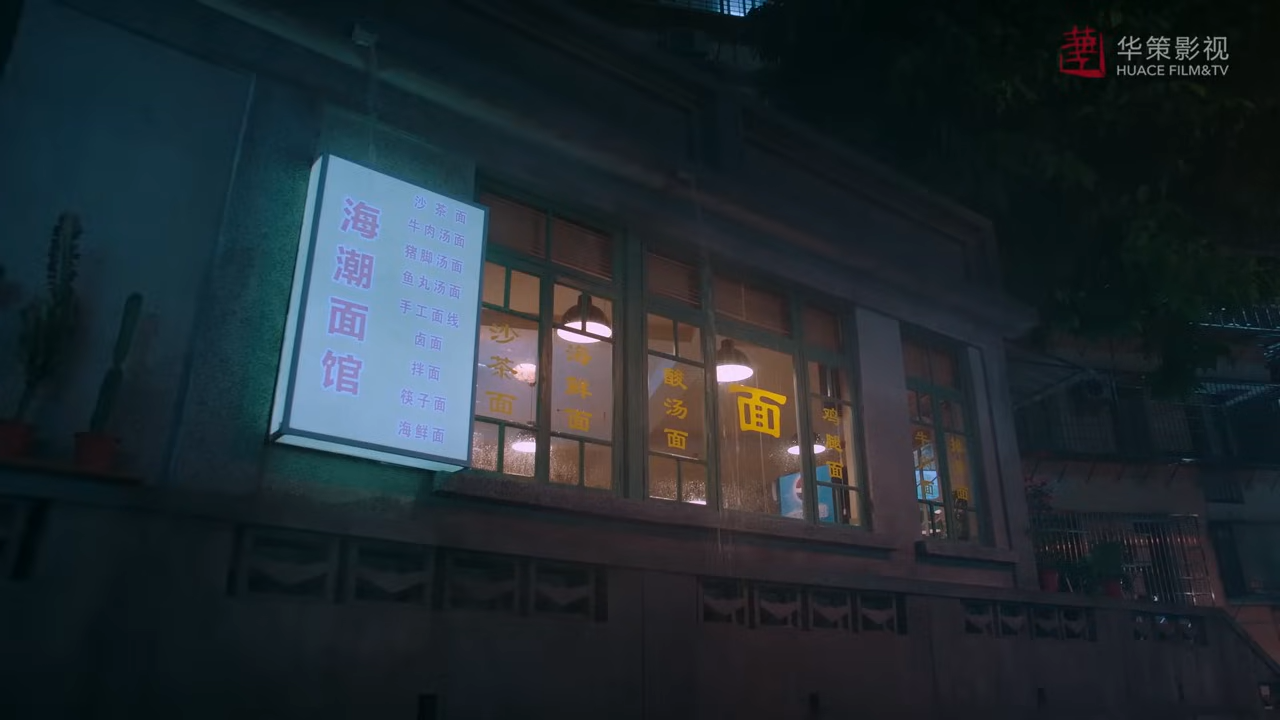 华策影视
HUACE FILM&TV
海潮面馆
沙茶面
牛肉汤面
猪脚汤面
鱼丸汤面
手工面线
卤面
拌面
筷子面
海鲜面
沙茶面
海鲜面
酸汤面
面
鸡腿面